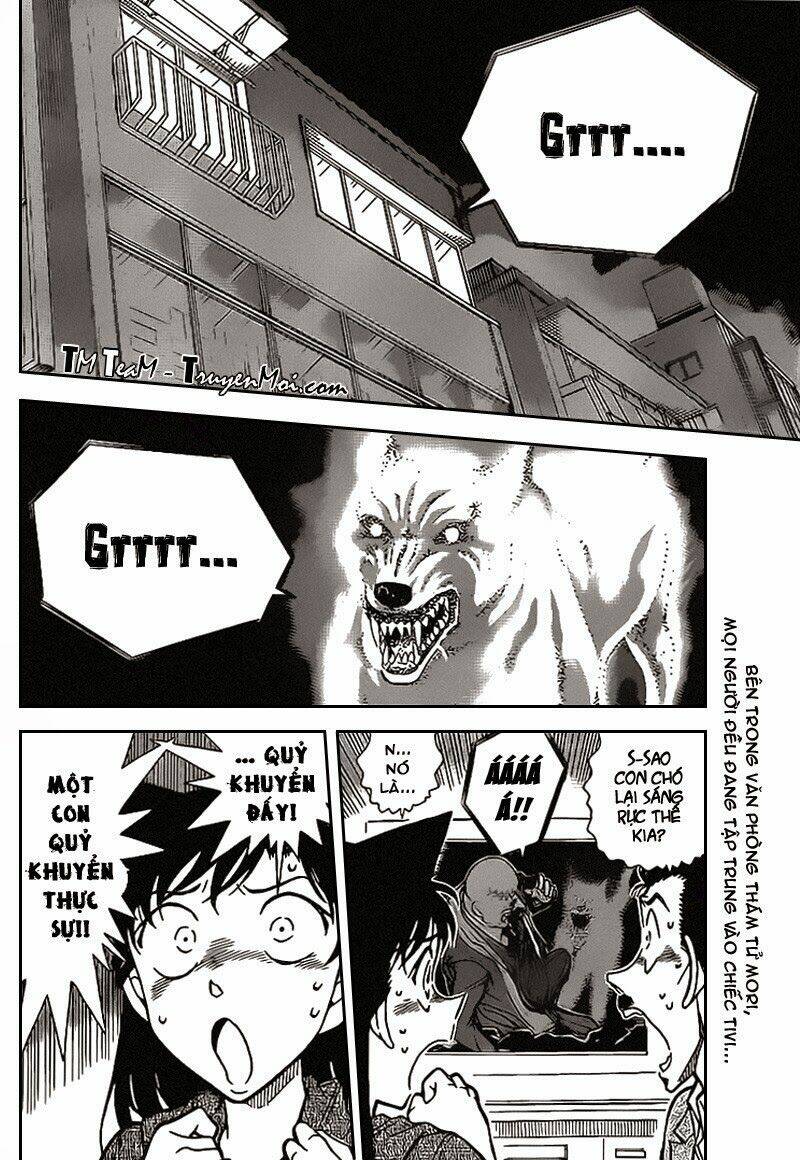 Grrr....
TM TeaM - TruyenMoi.com
Grrrr...
BÊN TRONG VĂN PHÒNG THÁM TỬ MORI,
MỌI NGƯỜI ĐỀU ĐANG TẬP TRUNG VÀO CHIẾC TIVI...
S-SAO
CON CHÓ
LẠI SÁNG
RỰC THẾ
KIA?
ÁÁÁÁ
Á!!
N...
NÓ
LÀ...
... QUỶ
KHUYỂN
ĐẤY!
MỘT
CON
QUỶ
KHUYỂN
THỰC
SỰ!!